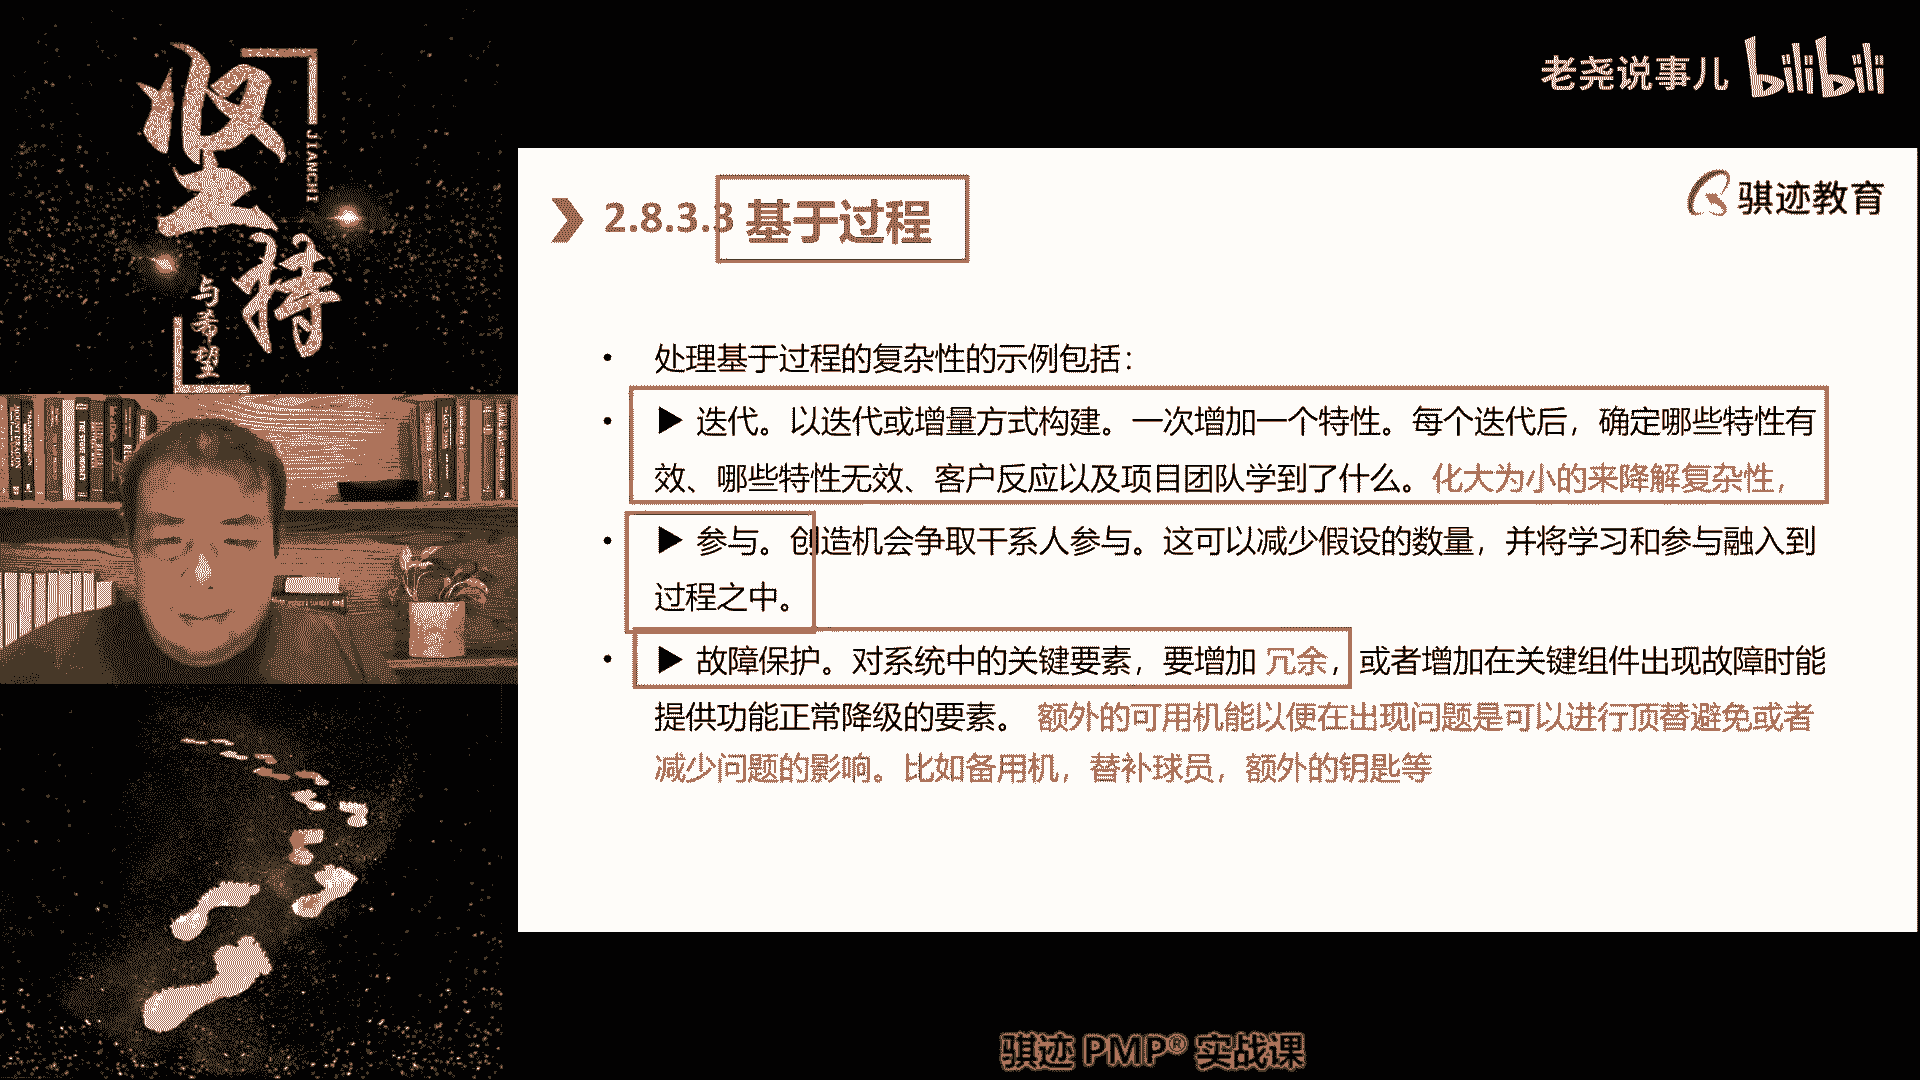 坚持
JIANCHI
与希望
老尧说事儿 bilibili
骐迹教育
2.8.3.3 基于过程
• 处理基于过程的复杂性的示例包括：
• ▶ 迭代。以迭代或增量方式构建。一次增加一个特性。每个迭代后，确定哪些特性有
效、哪些特性无效、客户反应以及项目团队学到了什么。化大为小的来降解复杂性，
• ▶ 参与。创造机会争取干系人参与。这可以减少假设的数量，并将学习和参与融入到
过程之中。
• ▶ 故障保护。对系统中的关键要素，要增加 冗余，或者增加在关键组件出现故障时能
提供功能正常降级的要素。 额外的可用机能以便在出现问题是可以进行顶替避免或者
减少问题的影响。比如备用机，替补球员，额外的钥匙等
骐迹 PMP® 实战课